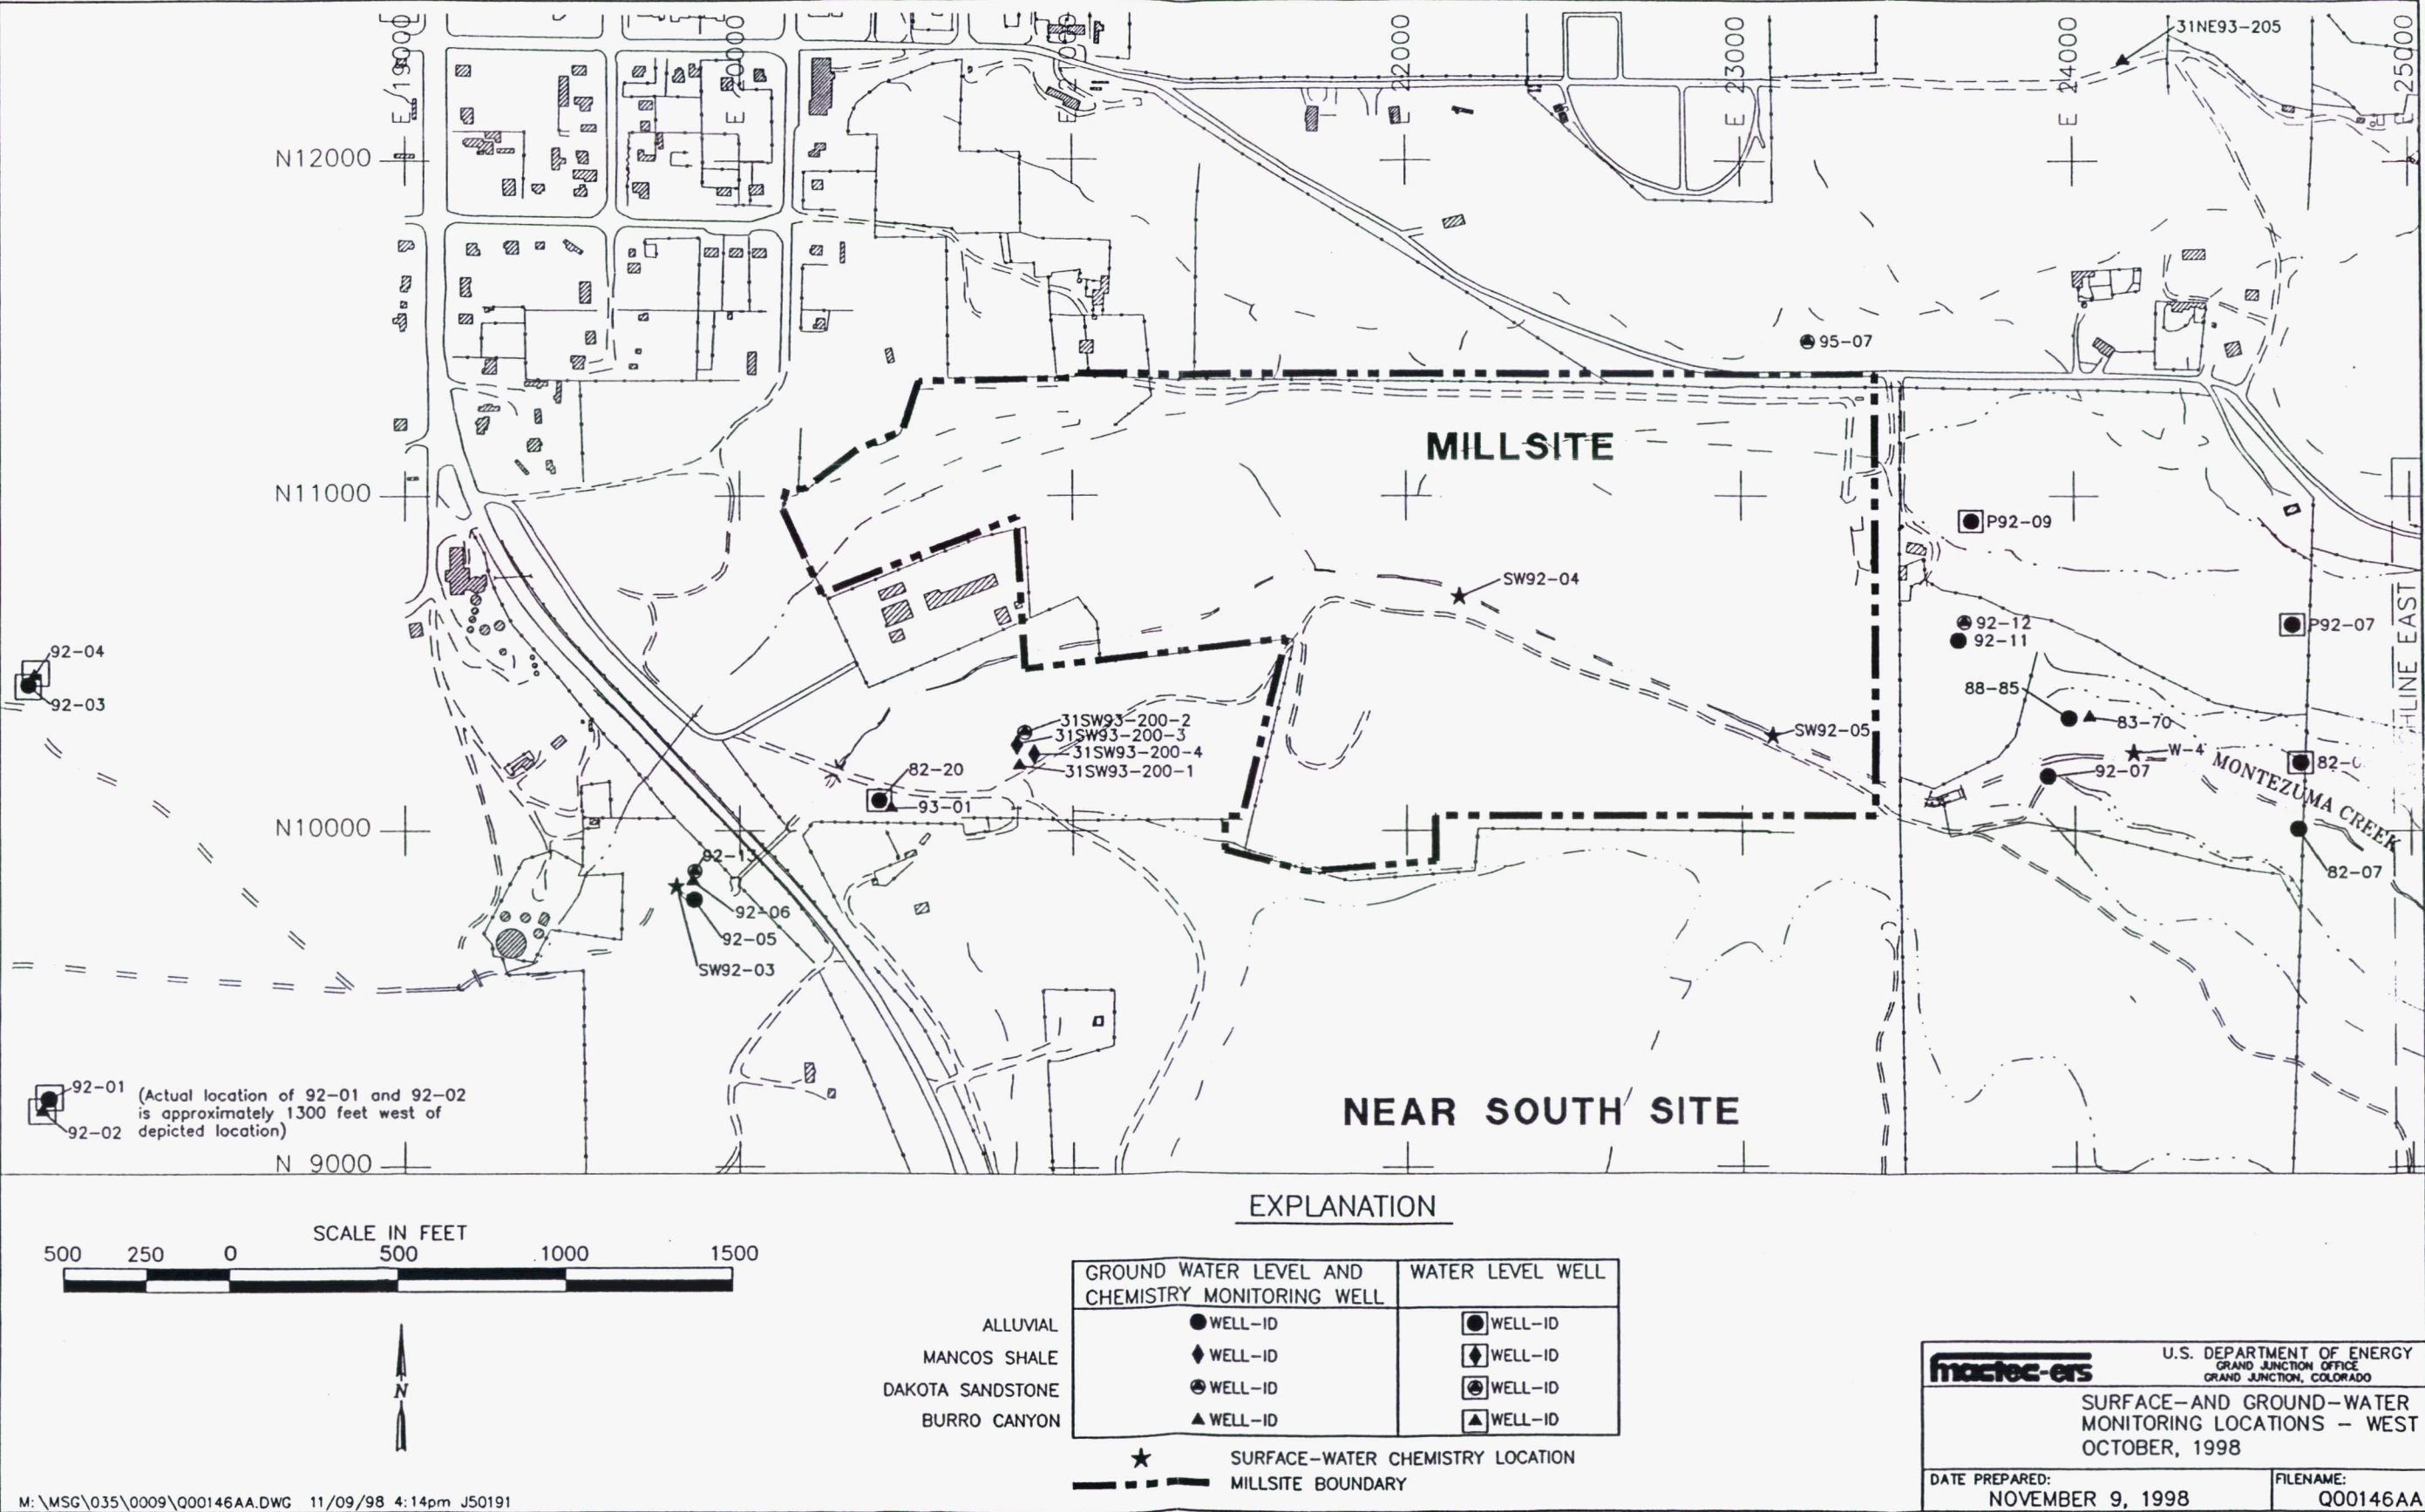 E 19000
E 20000
E 22000
E 23000
E 24000
E 25000
31NE93-205
N12000
95-07
MILLSITE
N11000
P92-09
SW92-04
92-12
92-11
P92-07
92-04
92-03
88-85
83-70
31SW93-200-2
31SW93-200-3
31SW93-200-4
31SW93-200-1
SW92-05
W-4
82-20
93-01
92-07
MONTEZUMA CREEK
N10000
92-13
92-06
92-05
SW92-03
82-07
EAST
92-01
92-02
(Actual location of 92-01 and 92-02
is approximately 1300 feet west of
depicted location)
NEAR SOUTH SITE
N 9000
EXPLANATION
SCALE IN FEET
500 250 0 500 1000 1500
N
GROUND WATER LEVEL AND
CHEMISTRY MONITORING WELL
WATER LEVEL WELL
ALLUVIAL WELL-ID WELL-ID
MANCOS SHALE WELL-ID WELL-ID
DAKOTA SANDSTONE WELL-ID WELL-ID
BURRO CANYON WELL-ID WELL-ID
SURFACE-WATER CHEMISTRY LOCATION
MILLSITE BOUNDARY
mactec-ers
U.S. DEPARTMENT OF ENERGY
GRAND JUNCTION OFFICE
GRAND JUNCTION, COLORADO
SURFACE-AND GROUND-WATER
MONITORING LOCATIONS - WEST
OCTOBER, 1998
DATE PREPARED:
NOVEMBER 9, 1998
FILENAME:
Q00146AA
M:\MSG\035\0009\Q00146AA.DWG 11/09/98 4:14pm J50191